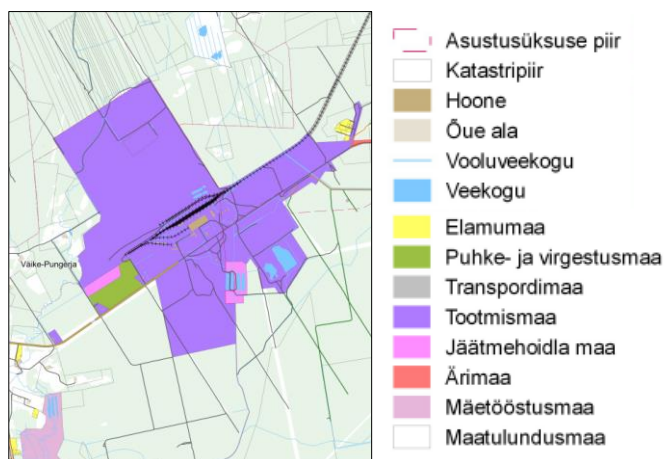 Väike-Pungerja
Asustusüksuse piir
Katastripiir
Hoone
Õue ala
Vooluveekogu
Veekogu
Elamumaa
Puhke- ja virgestusmaa
Transpordimaa
Tootmismaa
Jäätmehoidla maa
Ärimaa
Mäetööstusmaa
Maatulundusmaa